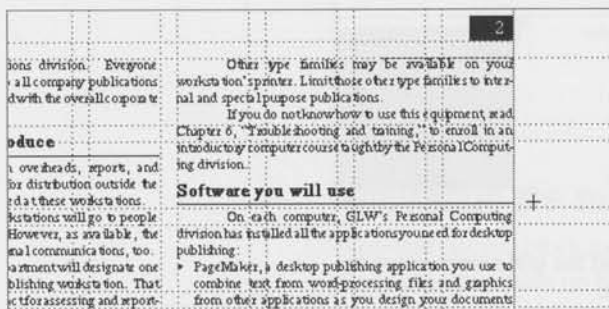 2
ions division. Everyone
all company publications
d with the overall corporate
oduce
overheads, reports, and
for distribution outside the
rd at these workstations.
kstations will go to people
However, as available, the
nal communications, too.
artment will designate one
blishing workstation. That
c t for assessing and report-
Other type families may be available on your
workstation's printer. Limit those other type families to inter-
nal and special purpose publications.
If you do not know how to use this equipment, read
Chapter 6, "Troubleshooting and training," to enroll in an
introductory computer course taught by the Personal Comput-
ing division.
Software you will use
On each computer, GLW's Personal Computing
division has installed all the applications you need for desktop
publishing:
• PageMaker, a desktop publishing application you use to
combine text from word-processing files and graphics
from other applications as you design your documents